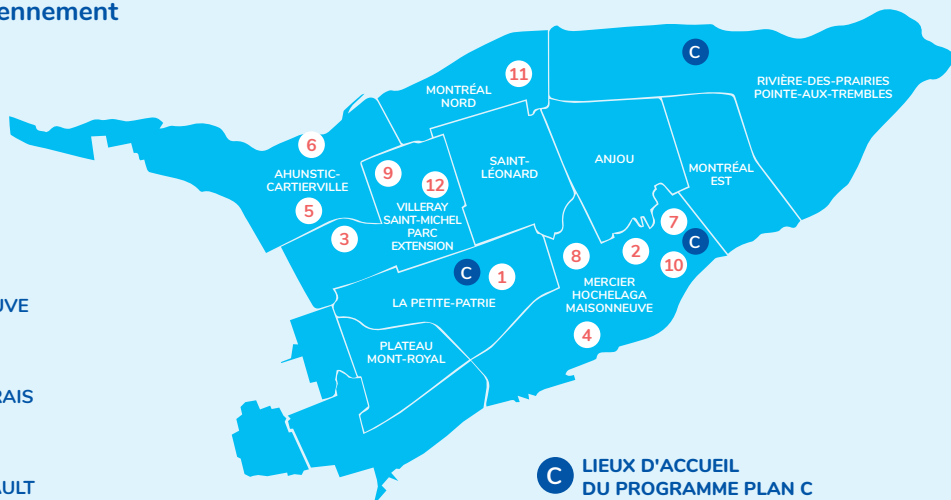 ennement
11
MONTRÉAL
NORD
C
RIVIÈRE-DES-PRAIRIES
POINTE-AUX-TREMBLES
6
AHUNSTIC-
CARTIERVILLE
5
9
12
VILLERAY
SAINT-MICHEL
PARC
EXTENSION
3
SAINT-
LÉONARD
ANJOU
MONTRÉAL
EST
7
C
2
8
10
MERCIER
HOCHELAGA
MAISONNEUVE
4
C
1
LA PETITE-PATRIE
PLATEAU
MONT-ROYAL
UVE
RAIS
AULT
C
LIEUX D'ACCUEIL
DU PROGRAMME PLAN C